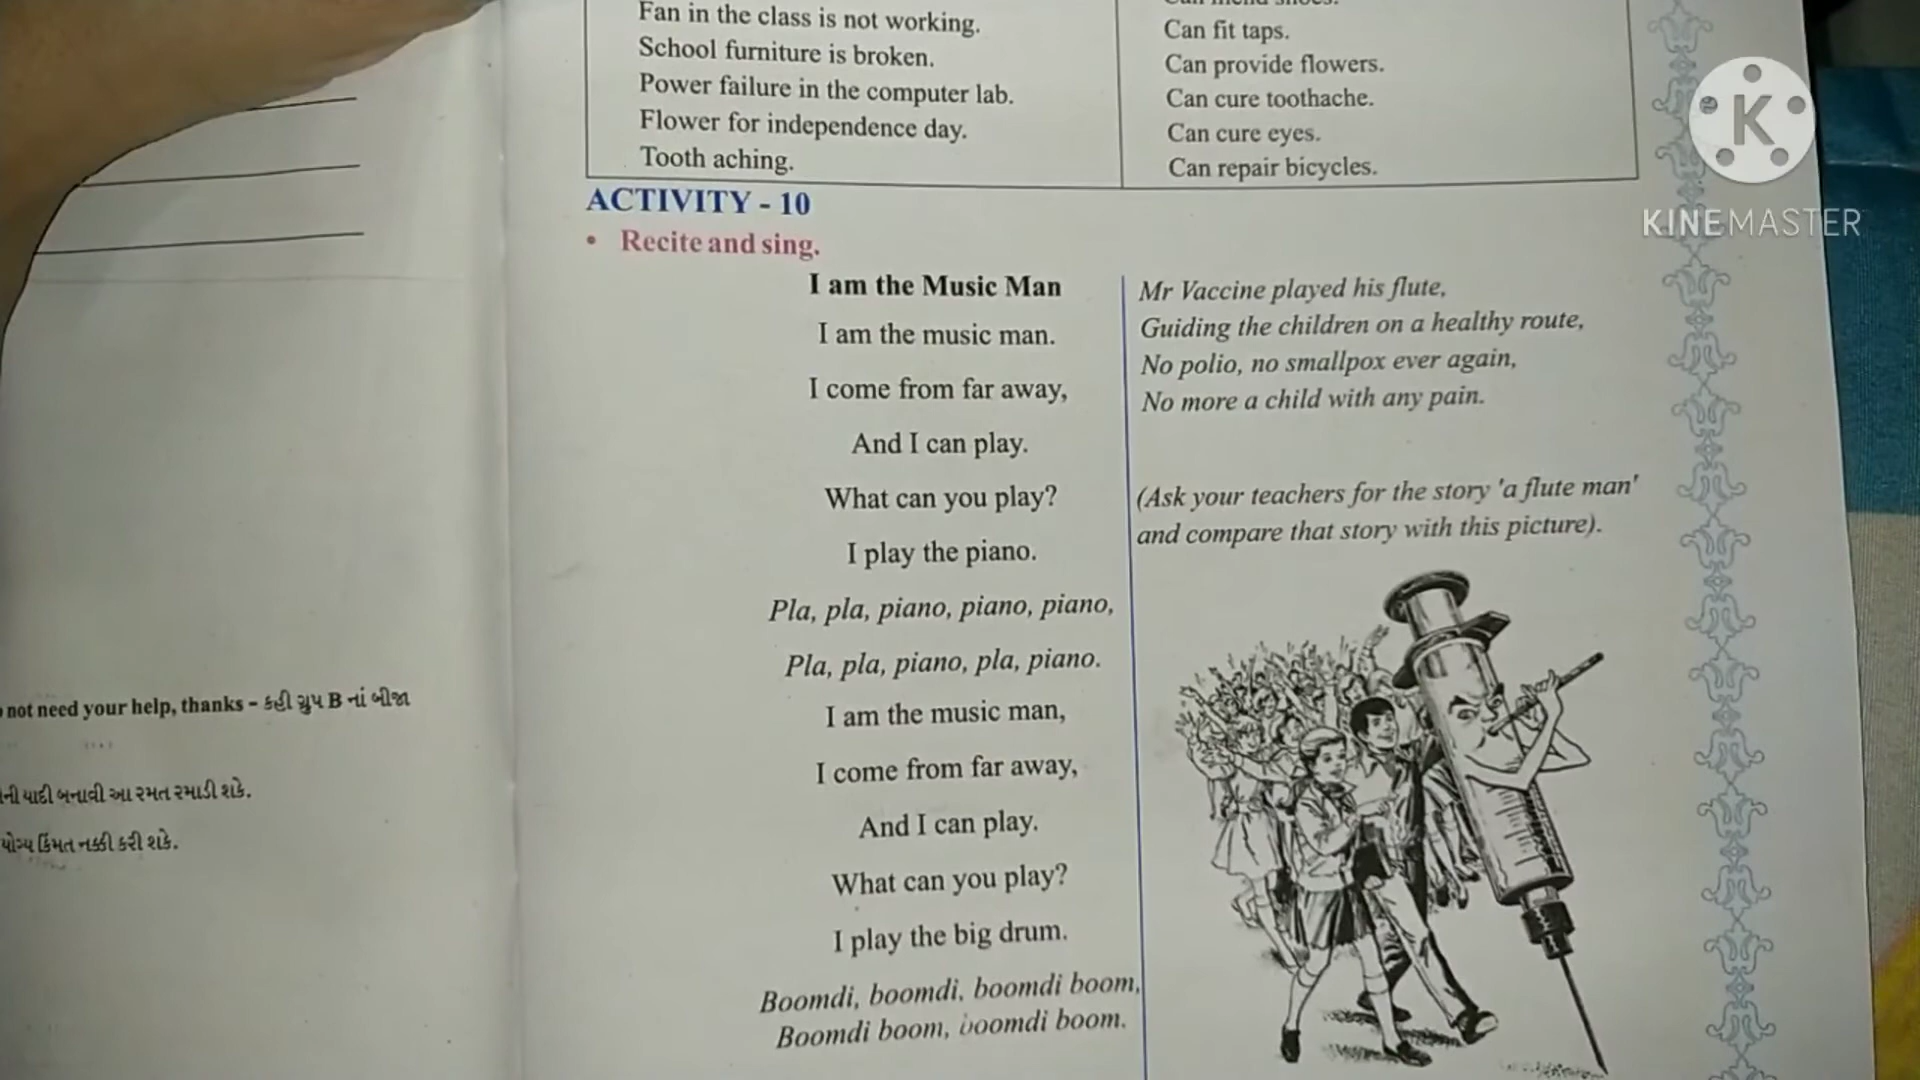 not need your help, thanks – કહી ગ્રુપ B નાં બીજા
યાદી બનાવી આ રમત રમાડી શકે.
યોગ્ય કિંમત નક્કી કરી શકે.
Fan in the class is not working.
School furniture is broken.
Power failure in the computer lab.
Flower for independence day.
Tooth aching.
Can mend shoes.
Can fit taps.
Can provide flowers.
Can cure toothache.
Can cure eyes.
Can repair bicycles.
ACTIVITY - 10
• Recite and sing.
I am the Music Man
I am the music man.
I come from far away,
And I can play.
What can you play?
I play the piano.
Pla, pla, piano, piano, piano,
Pla, pla, piano, pla, piano.
I am the music man,
I come from far away,
And I can play.
What can you play?
I play the big drum.
Boomdi, boomdi, boomdi boom,
Boomdi boom, boomdi boom.
Mr Vaccine played his flute,
Guiding the children on a healthy route,
No polio, no smallpox ever again,
No more a child with any pain.
(Ask your teachers for the story 'a flute man'
and compare that story with this picture).
K
KINEMASTER